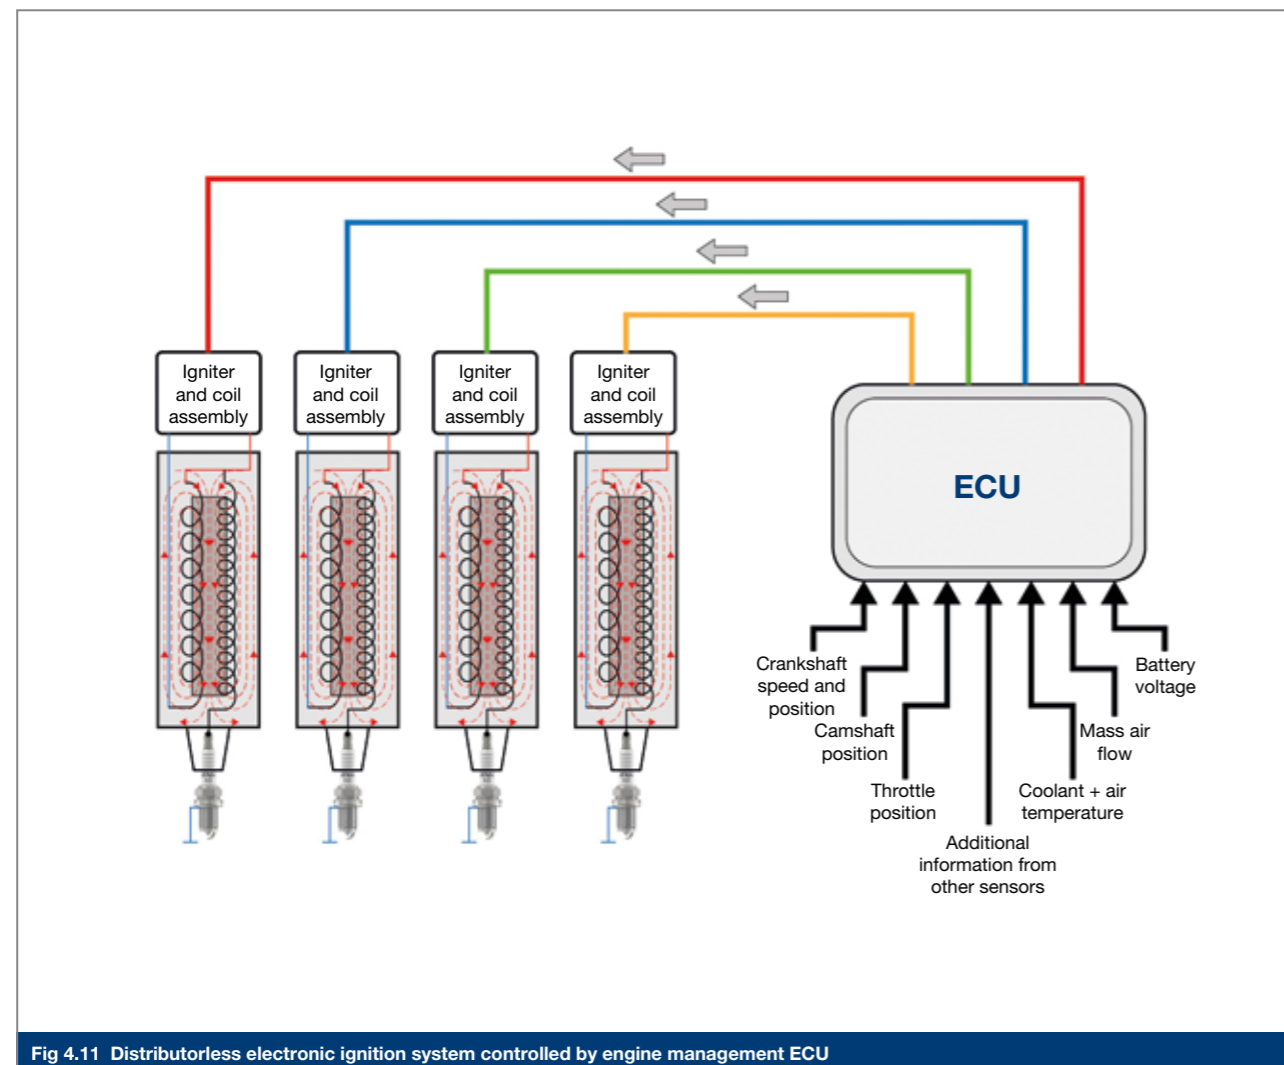 Igniter
and coil
assembly
Igniter
and coil
assembly
Igniter
and coil
assembly
Igniter
and coil
assembly
ECU
Crankshaft
speed and
position
Camshaft
position
Throttle
position
Additional
information from
other sensors
Coolant + air
temperature
Mass air
flow
Battery
voltage
Fig 4.11 Distributorless electronic ignition system controlled by engine management ECU